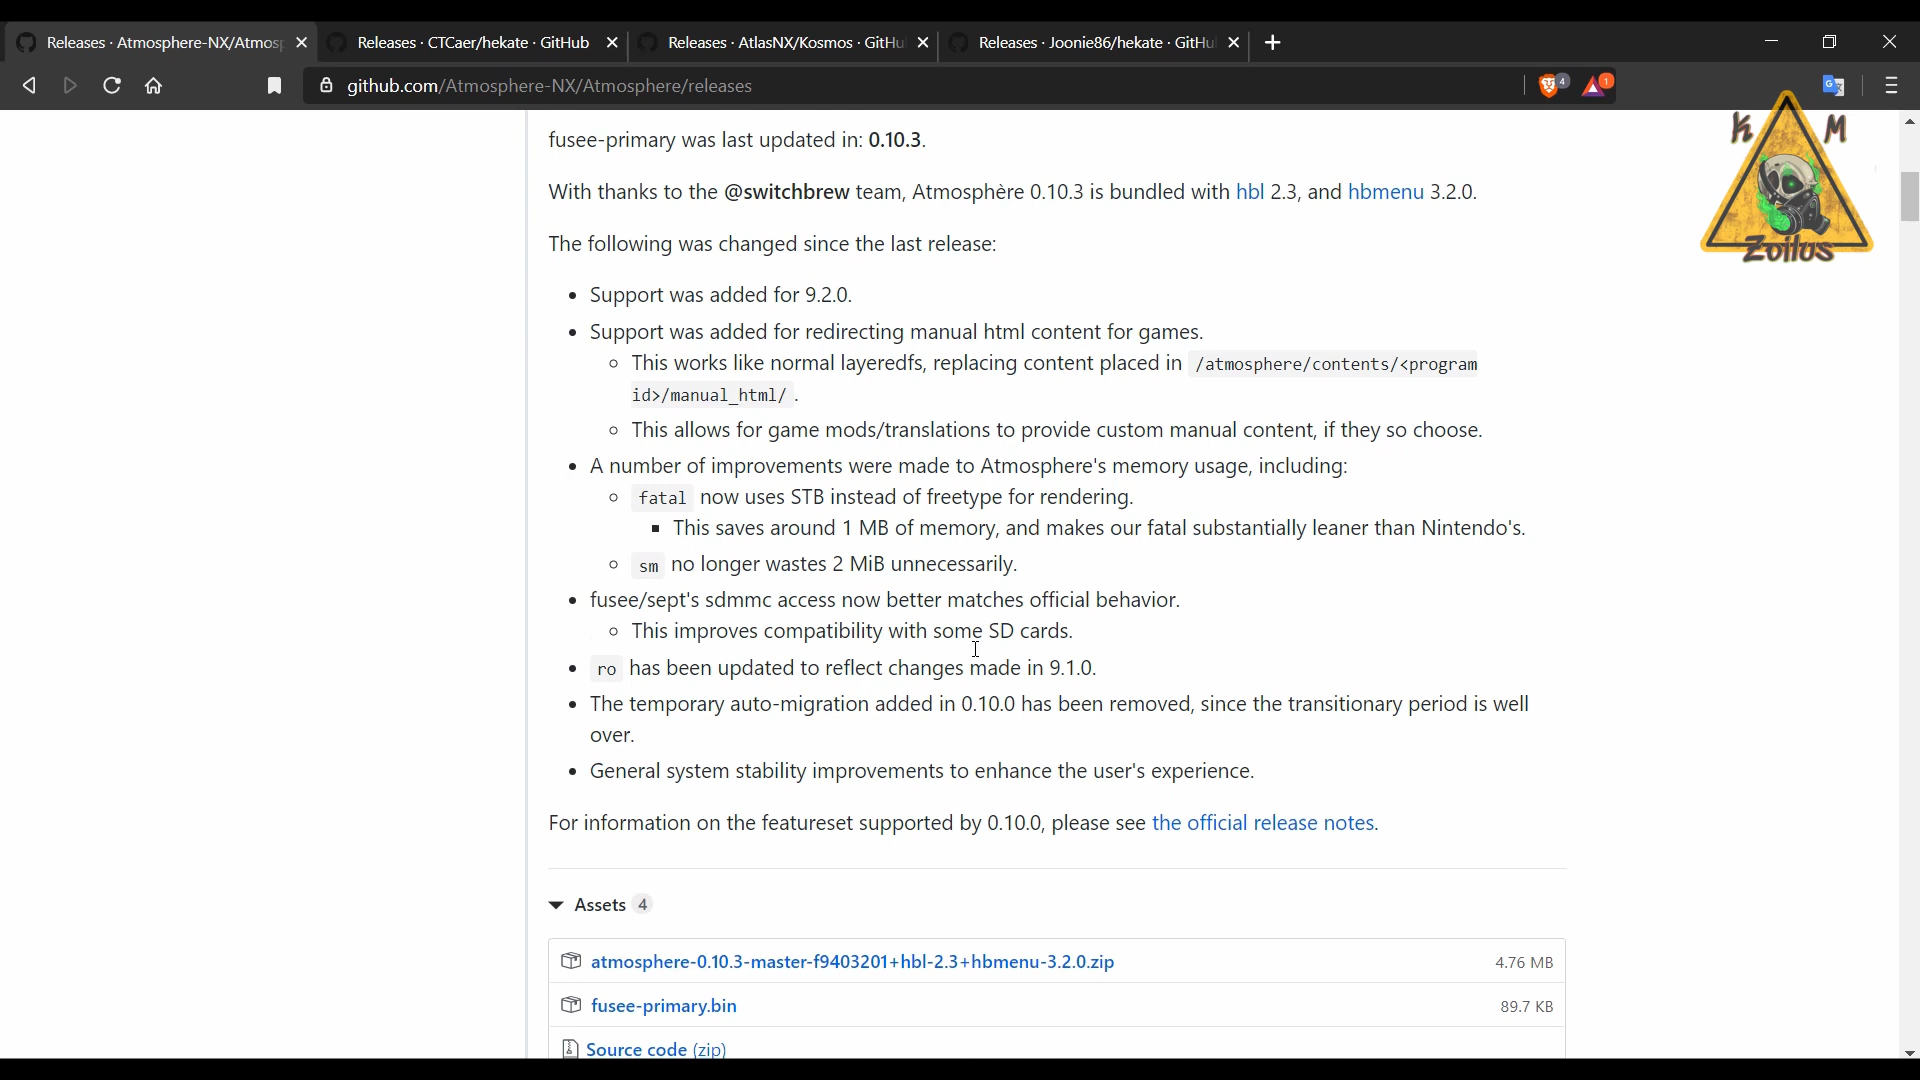 Releases · Atmosphere-NX/Atmosp
Releases · CTCaer/hekate · GitHub
Releases · AtlasNX/Kosmos · GitHu
Releases · Joonie86/hekate · GitHu
github.com/Atmosphere-NX/Atmosphere/releases
4
1
K M
Zoilus
fusee-primary was last updated in: 0.10.3.
With thanks to the @switchbrew team, Atmosphère 0.10.3 is bundled with hbl 2.3, and hbmenu 3.2.0.
The following was changed since the last release:
• Support was added for 9.2.0.
• Support was added for redirecting manual html content for games.
◦ This works like normal layeredfs, replacing content placed in /atmosphere/contents/<program
id>/manual_html/ .
◦ This allows for game mods/translations to provide custom manual content, if they so choose.
• A number of improvements were made to Atmosphere's memory usage, including:
◦ fatal now uses STB instead of freetype for rendering.
▪ This saves around 1 MB of memory, and makes our fatal substantially leaner than Nintendo's.
◦ sm no longer wastes 2 MiB unnecessarily.
• fusee/sept's sdmmc access now better matches official behavior.
◦ This improves compatibility with some SD cards.
• ro has been updated to reflect changes made in 9.1.0.
• The temporary auto-migration added in 0.10.0 has been removed, since the transitionary period is well
over.
• General system stability improvements to enhance the user's experience.
For information on the featureset supported by 0.10.0, please see the official release notes.
Assets 4
atmosphere-0.10.3-master-f9403201+hbl-2.3+hbmenu-3.2.0.zip 4.76 MB
fusee-primary.bin 89.7 KB
Source code (zip)